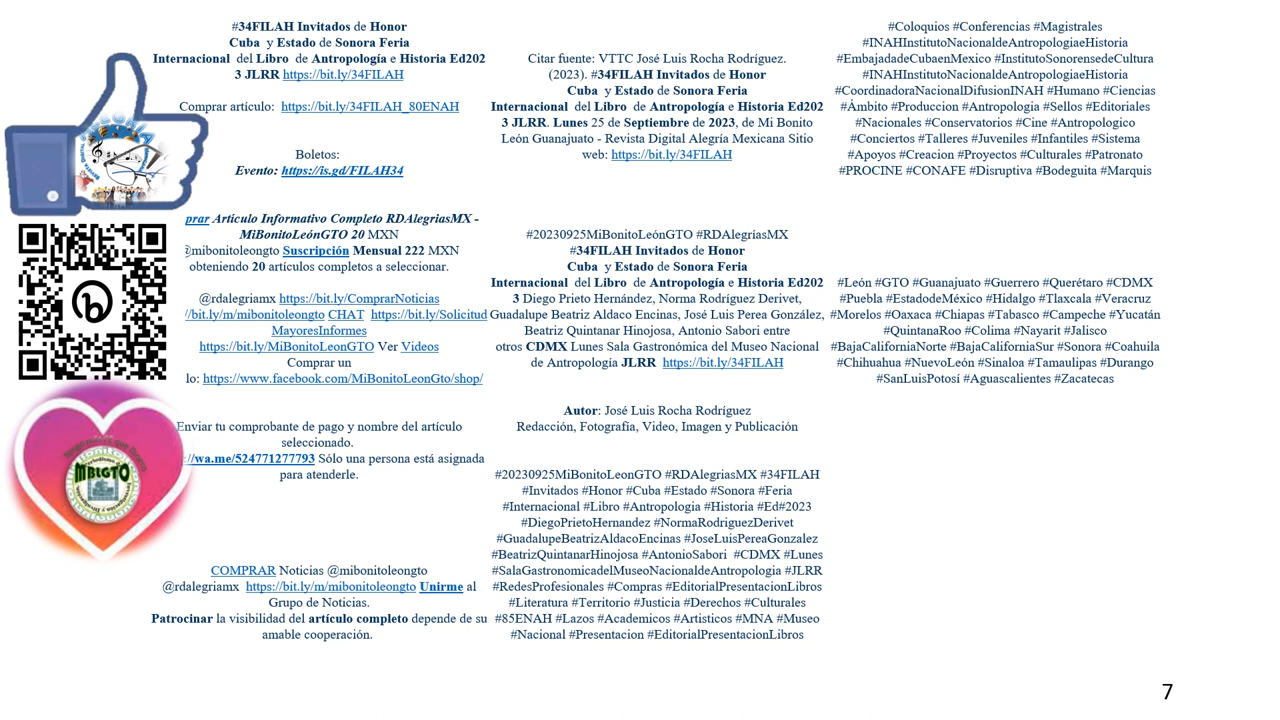 #34FILAH Invitados de Honor
Cuba y Estado de Sonora Feria
Internacional del Libro de Antropología e Historia Ed202
3 JLRR https://bit.ly/34FILAH
Comprar artículo: https://bit.ly/34FILAH_80ENAH
Boletos:
Evento: https://is.gd/FILAH34
prar Artículo Informativo Completo RDAlegriasMX -
MiBonitoLeónGTO 20 MXN
@mibonitoleongto Suscripción Mensual 222 MXN
obteniendo 20 artículos completos a seleccionar.
@rdalegriamx https://bit.ly/ComprarNoticias
//bit.ly/m/mibonitoleongto CHAT https://bit.ly/Solicitud
MayoresInformes
https://bit.ly/MiBonitoLeonGTO Ver Videos
Comprar un
lo: https://www.facebook.com/MiBonitoLeonGto/shop/
MBLGTO
Enviar tu comprobante de pago y nombre del artículo
seleccionado.
://wa.me/524771277793 Sólo una persona está asignada
para atenderle.
COMPRAR Noticias @mibonitoleongto
@rdalegriamx https://bit.ly/m/mibonitoleongto Unirme al
Grupo de Noticias.
Patrocinar la visibilidad del artículo completo depende de su
amable cooperación.
Citar fuente: VTTC José Luis Rocha Rodríguez.
(2023). #34FILAH Invitados de Honor
Cuba y Estado de Sonora Feria
Internacional del Libro de Antropología e Historia Ed202
3 JLRR. Lunes 25 de Septiembre de 2023, de Mi Bonito
León Guanajuato - Revista Digital Alegría Mexicana Sitio
web: https://bit.ly/34FILAH
#20230925MiBonitoLeónGTO #RDAlegriasMX
#34FILAH Invitados de Honor
Cuba y Estado de Sonora Feria
Internacional del Libro de Antropología e Historia Ed202
3 Diego Prieto Hernández, Norma Rodríguez Derivet,
Guadalupe Beatriz Aldaco Encinas, José Luis Perea González,
Beatriz Quintanar Hinojosa, Antonio Sabori entre
otros CDMX Lunes Sala Gastronómica del Museo Nacional
de Antropología JLRR https://bit.ly/34FILAH
Autor: José Luis Rocha Rodríguez
Redacción, Fotografía, Video, Imagen y Publicación
#20230925MiBonitoLeonGTO #RDAlegriasMX #34FILAH
#Invitados #Honor #Cuba #Estado #Sonora #Feria
#Internacional #Libro #Antropologia #Historia #Ed#2023
#DiegoPrietoHernandez #NormaRodriguezDerivet
#GuadalupeBeatrizAldacoEncinas #JoseLuisPereaGonzalez
#BeatrizQuintanarHinojosa #AntonioSabori #CDMX #Lunes
#SalaGastronomicadelMuseoNacionaldeAntropologia #JLRR
#RedesProfesionales #Compras #EditorialPresentacionLibros
#Literatura #Territorio #Justicia #Derechos #Culturales
#85ENAH #Lazos #Academicos #Artisticos #MNA #Museo
#Nacional #Presentacion #EditorialPresentacionLibros
#Coloquios #Conferencias #Magistrales
#INAHInstitutoNacionaldeAntropologiaeHistoria
#EmbajadadeCubaenMexico #InstitutoSonorensedeCultura
#INAHInstitutoNacionaldeAntropologiaeHistoria
#CoordinadoraNacionalDifusionINAH #Humano #Ciencias
#Ámbito #Produccion #Antropologia #Sellos #Editoriales
#Nacionales #Conservatorios #Cine #Antropologico
#Conciertos #Talleres #Juveniles #Infantiles #Sistema
#Apoyos #Creacion #Proyectos #Culturales #Patronato
#PROCINE #CONAFE #Disruptiva #Bodeguita #Marquis
#León #GTO #Guanajuato #Guerrero #Querétaro #CDMX
#Puebla #EstadodeMéxico #Hidalgo #Tlaxcala #Veracruz
#Morelos #Oaxaca #Chiapas #Tabasco #Campeche #Yucatán
#QuintanaRoo #Colima #Nayarit #Jalisco
#BajaCaliforniaNorte #BajaCaliforniaSur #Sonora #Coahuila
#Chihuahua #NuevoLeón #Sinaloa #Tamaulipas #Durango
#SanLuisPotosí #Aguascalientes #Zacatecas
7